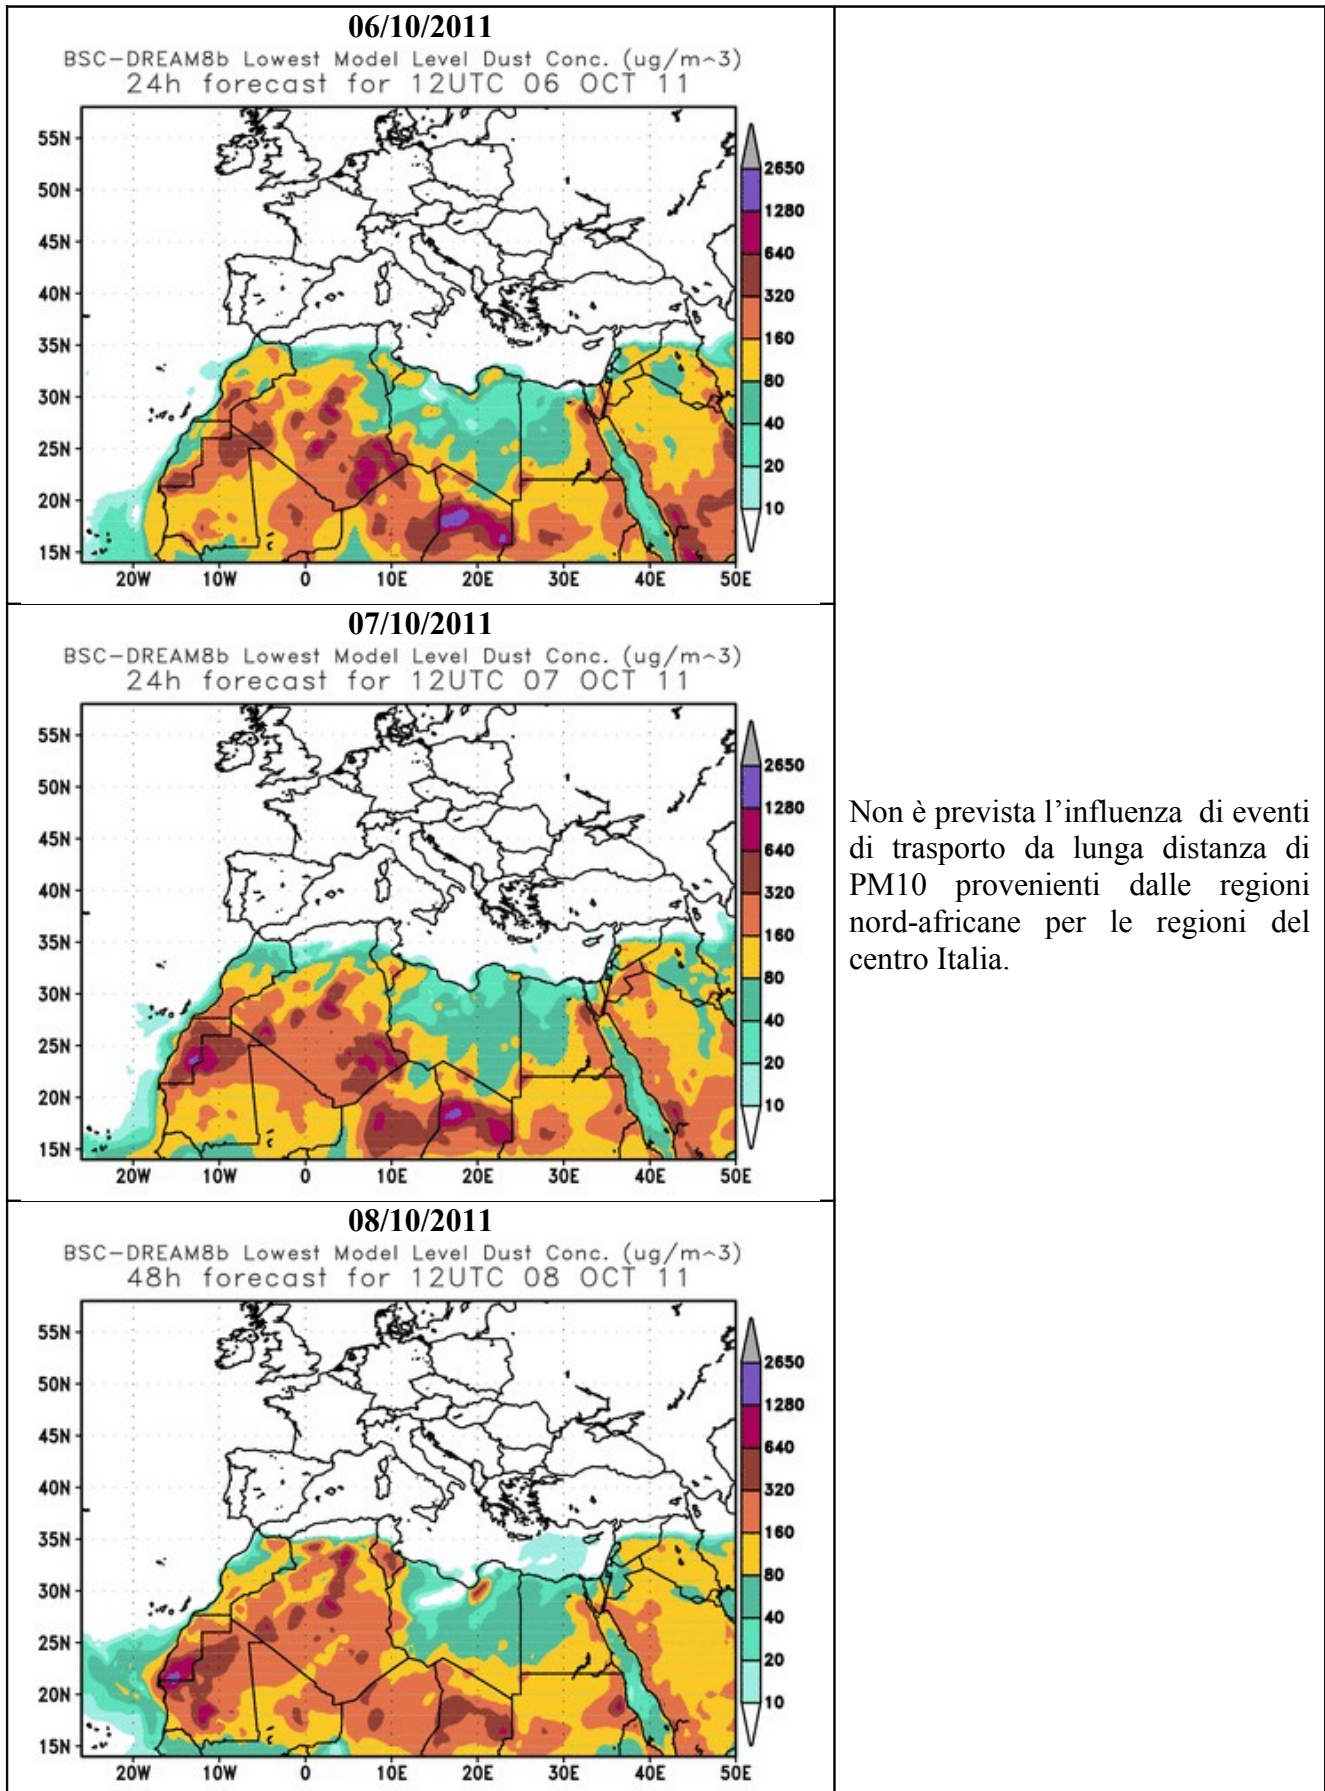 06/10/2011
BSC-DREAM8b Lowest Model Level Dust Conc. (ug/m^3)
24h forecast for 12UTC 06 OCT 11
55N
50N
45N
40N
35N
30N
25N
20N
15N
20W 10W 0 10E 20E 30E 40E 50E
2650
1280
640
320
160
80
40
20
10
07/10/2011
BSC-DREAM8b Lowest Model Level Dust Conc. (ug/m^3)
24h forecast for 12UTC 07 OCT 11
55N
50N
45N
40N
35N
30N
25N
20N
15N
20W 10W 0 10E 20E 30E 40E 50E
2650
1280
640
320
160
80
40
20
10
08/10/2011
BSC-DREAM8b Lowest Model Level Dust Conc. (ug/m^3)
48h forecast for 12UTC 08 OCT 11
55N
50N
45N
40N
35N
30N
25N
20N
15N
20W 10W 0 10E 20E 30E 40E 50E
2650
1280
640
320
160
80
40
20
10
Non è prevista l’influenza di eventi
di trasporto da lunga distanza di
PM10 provenienti dalle regioni
nord-africane per le regioni del
centro Italia.